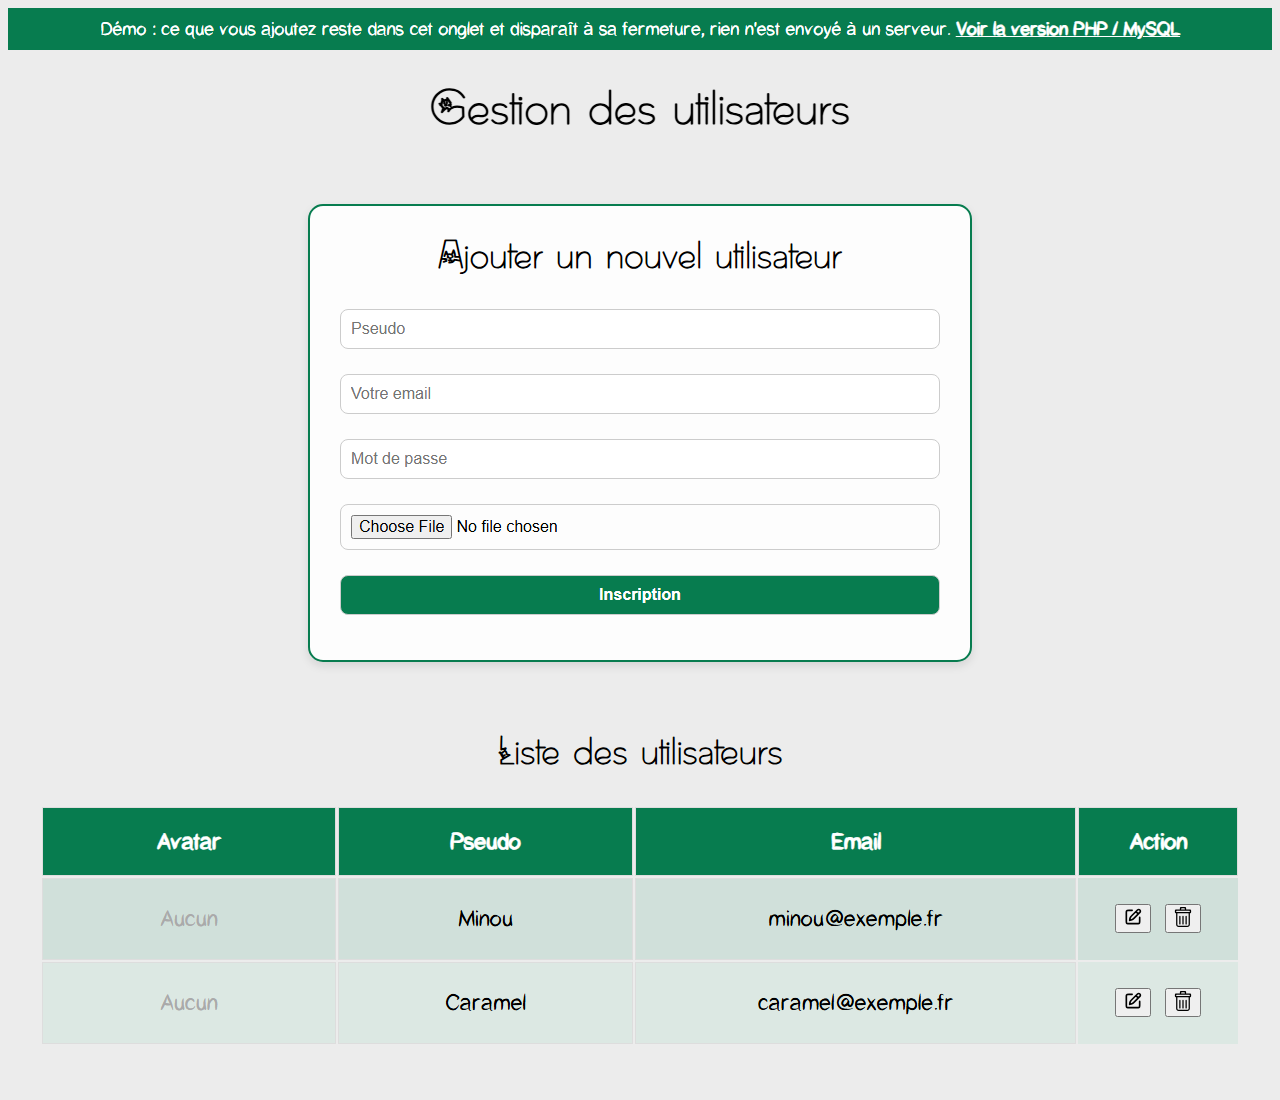 Démo : ce que vous ajoutez reste dans cet onglet et disparaît à sa fermeture, rien n'est envoyé à un serveur. Voir la version PHP / MySQL
Gestion des utilisateurs
Ajouter un nouvel utilisateur
Pseudo
Votre email
Mot de passe
Choose File No file chosen
Inscription
Liste des utilisateurs
Avatar Pseudo Email Action
Aucun Minou minou@exemple.fr
Aucun Caramel caramel@exemple.fr